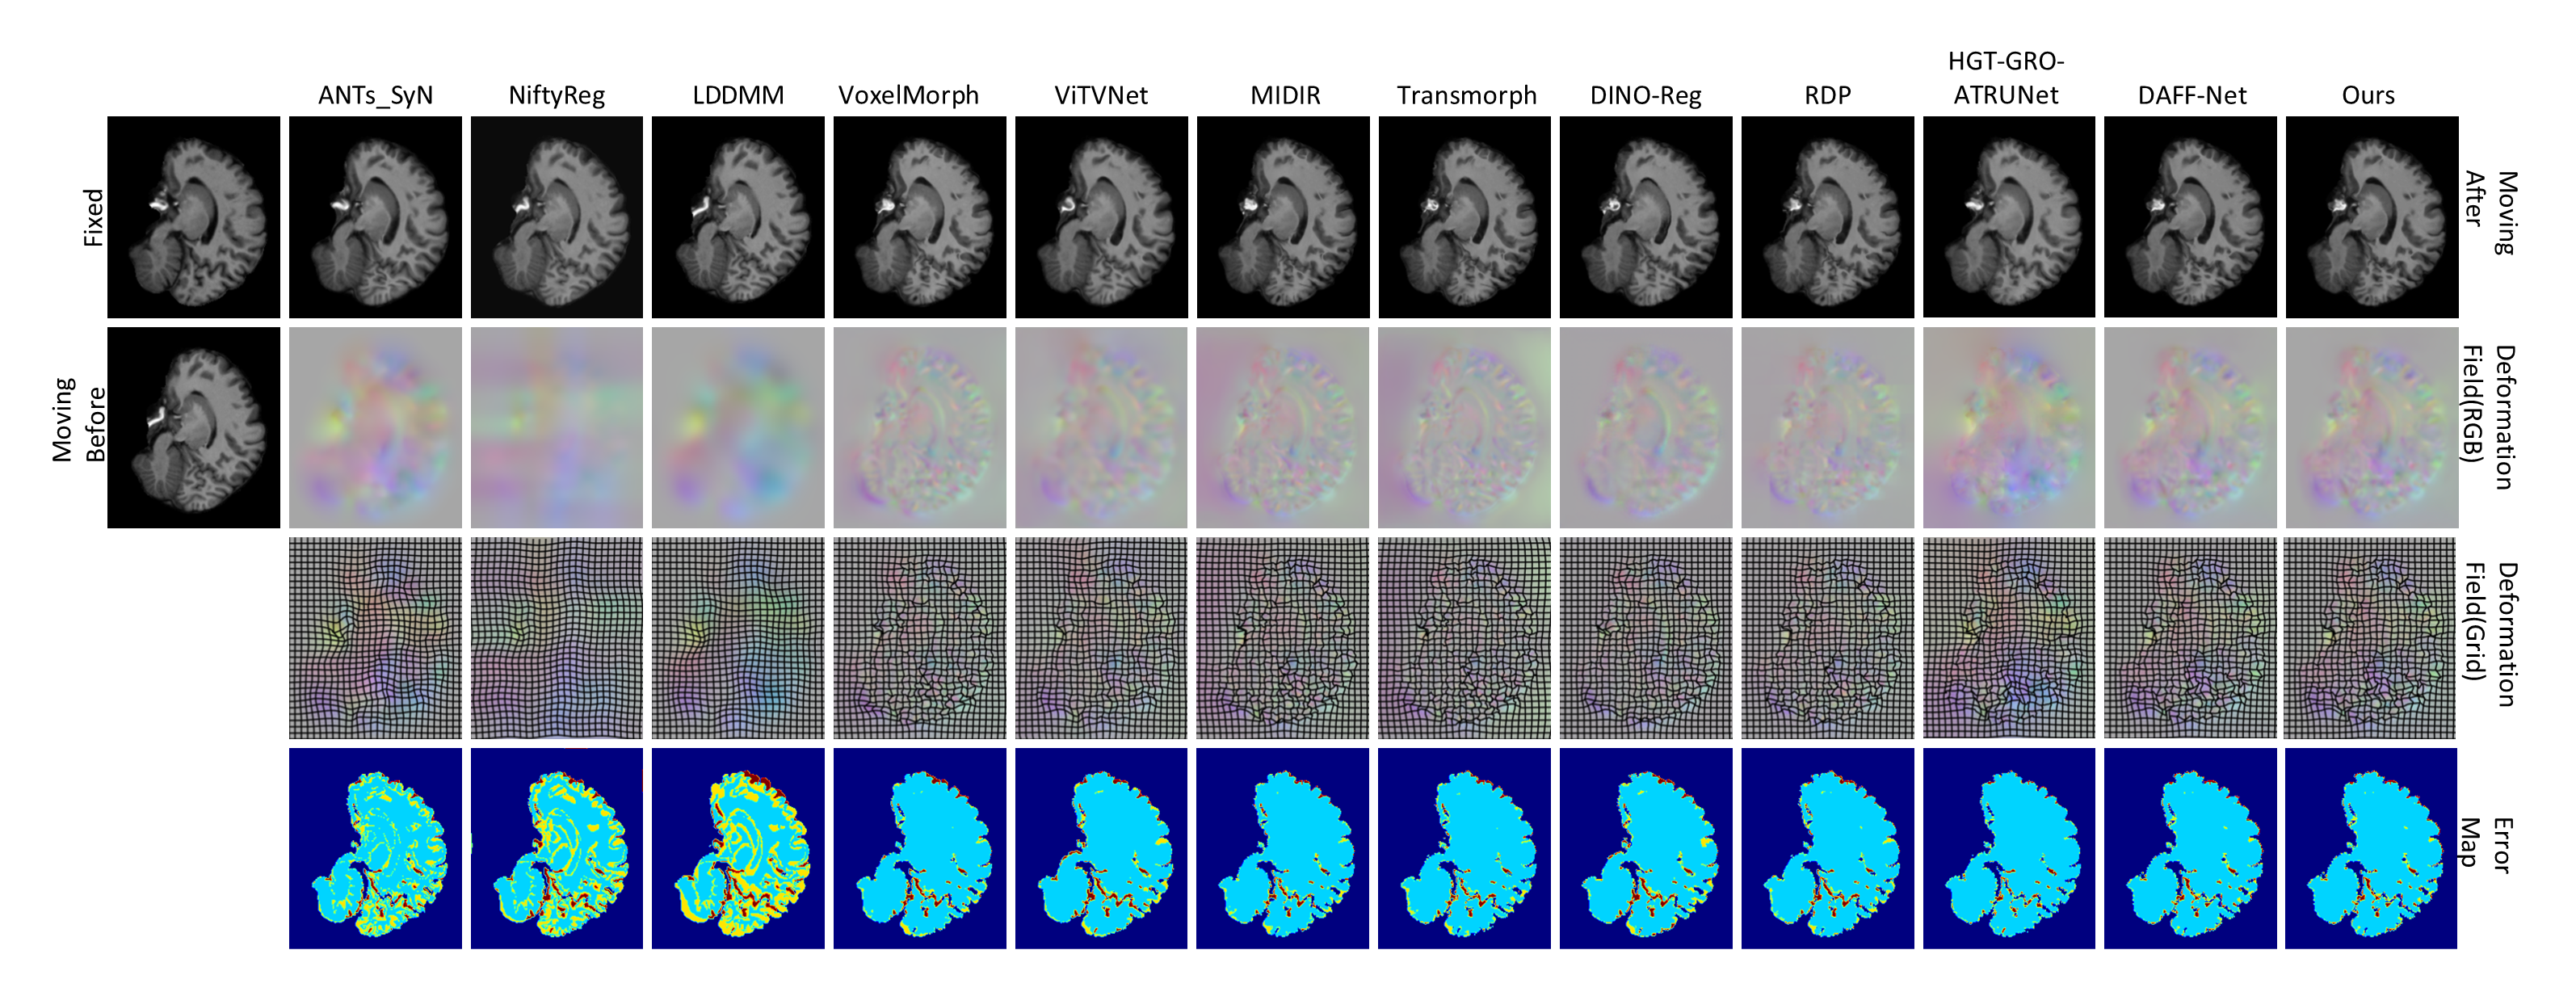 HGT-GRO-
ANTs_SyN NiftyReg LDDMM VoxelMorph ViTVNet MIDIR Transmorph DINO-Reg RDP ATRUNet DAFF-Net Ours
Fixed
Moving
After
Moving
Before
Deformation
Field(RGB)
Deformation
Field(Grid)
Error
Map